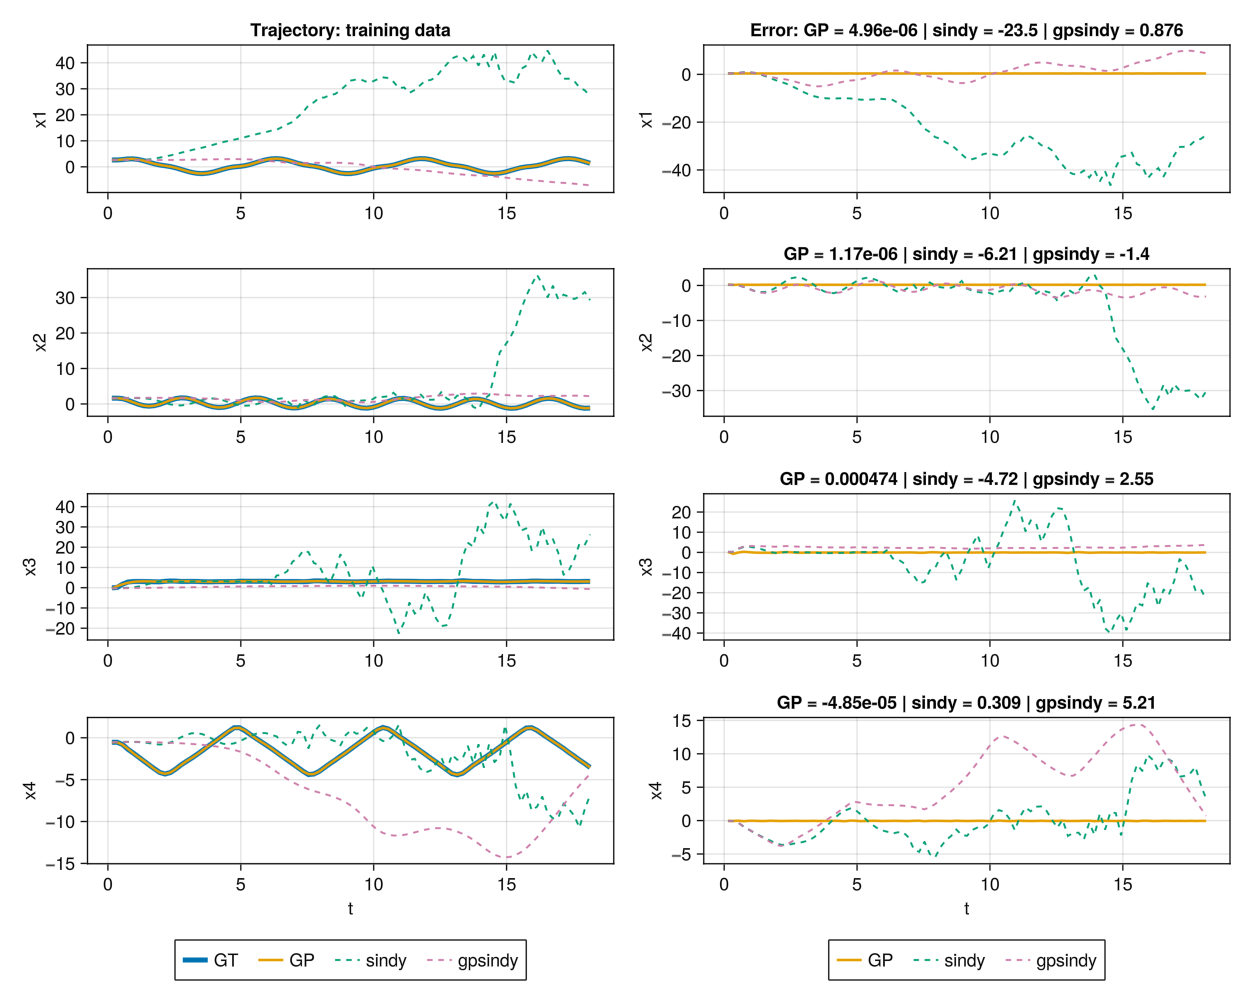 Trajectory: training data
Error: GP = 4.96e-06 | sindy = -23.5 | gpsindy = 0.876
40
30
20
10
0
x1
0 5 10 15
0
−20
−40
x1
0 5 10 15
GP = 1.17e-06 | sindy = -6.21 | gpsindy = -1.4
30
20
10
0
x2
0 5 10 15
0
−10
−20
−30
x2
0 5 10 15
GP = 0.000474 | sindy = -4.72 | gpsindy = 2.55
40
30
20
10
0
−10
−20
x3
0 5 10 15
20
10
0
−10
−20
−30
−40
x3
0 5 10 15
GP = -4.85e-05 | sindy = 0.309 | gpsindy = 5.21
0
−5
−10
−15
x4
0 5 10 15
t
15
10
5
0
−5
x4
0 5 10 15
t
GT GP sindy gpsindy
GP sindy gpsindy